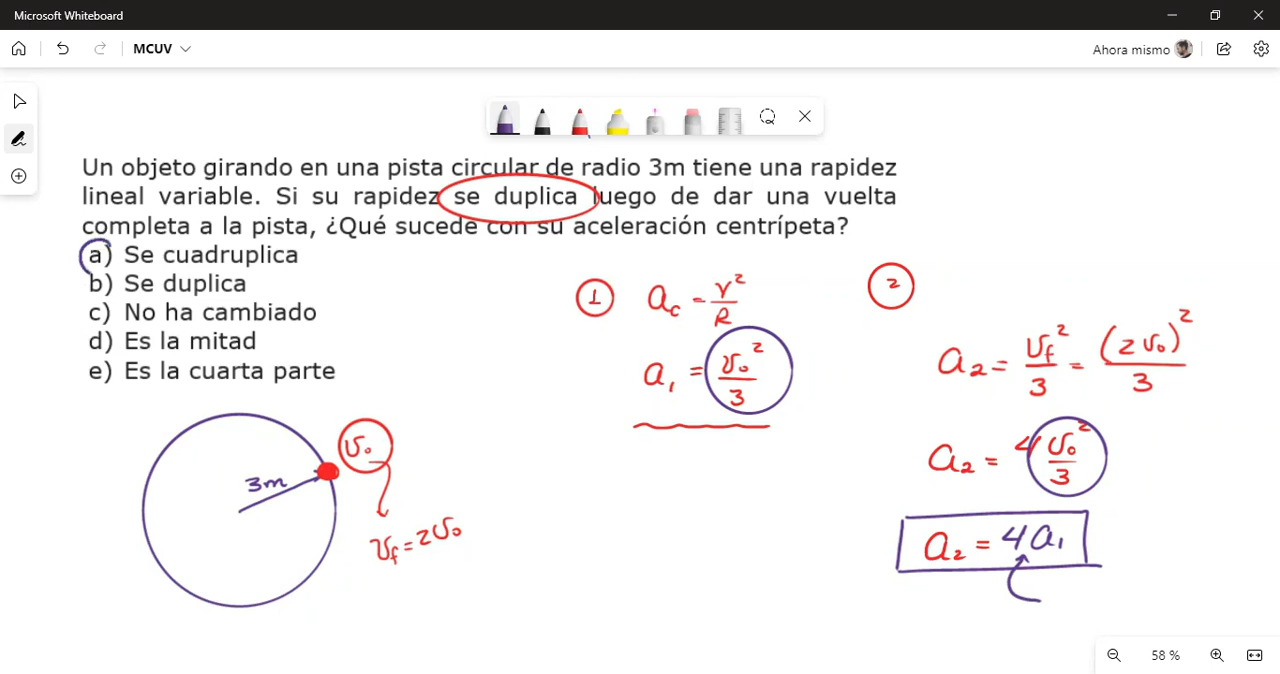 Microsoft Whiteboard
MCUV
Ahora mismo
Un objeto girando en una pista circular de radio 3m tiene una rapidez
lineal variable. Si su rapidez se duplica luego de dar una vuelta
completa a la pista, ¿Qué sucede con su aceleración centrípeta?
a) Se cuadruplica
b) Se duplica
c) No ha cambiado
d) Es la mitad
e) Es la cuarta parte
3m
v₀
v_f = 2v₀
1
a_c = v²/R
a₁ = v₀²/3
2
a₂ = v_f²/3 = (2v₀)²/3
a₂ = 4 v₀²/3
a₂ = 4a₁
58 %